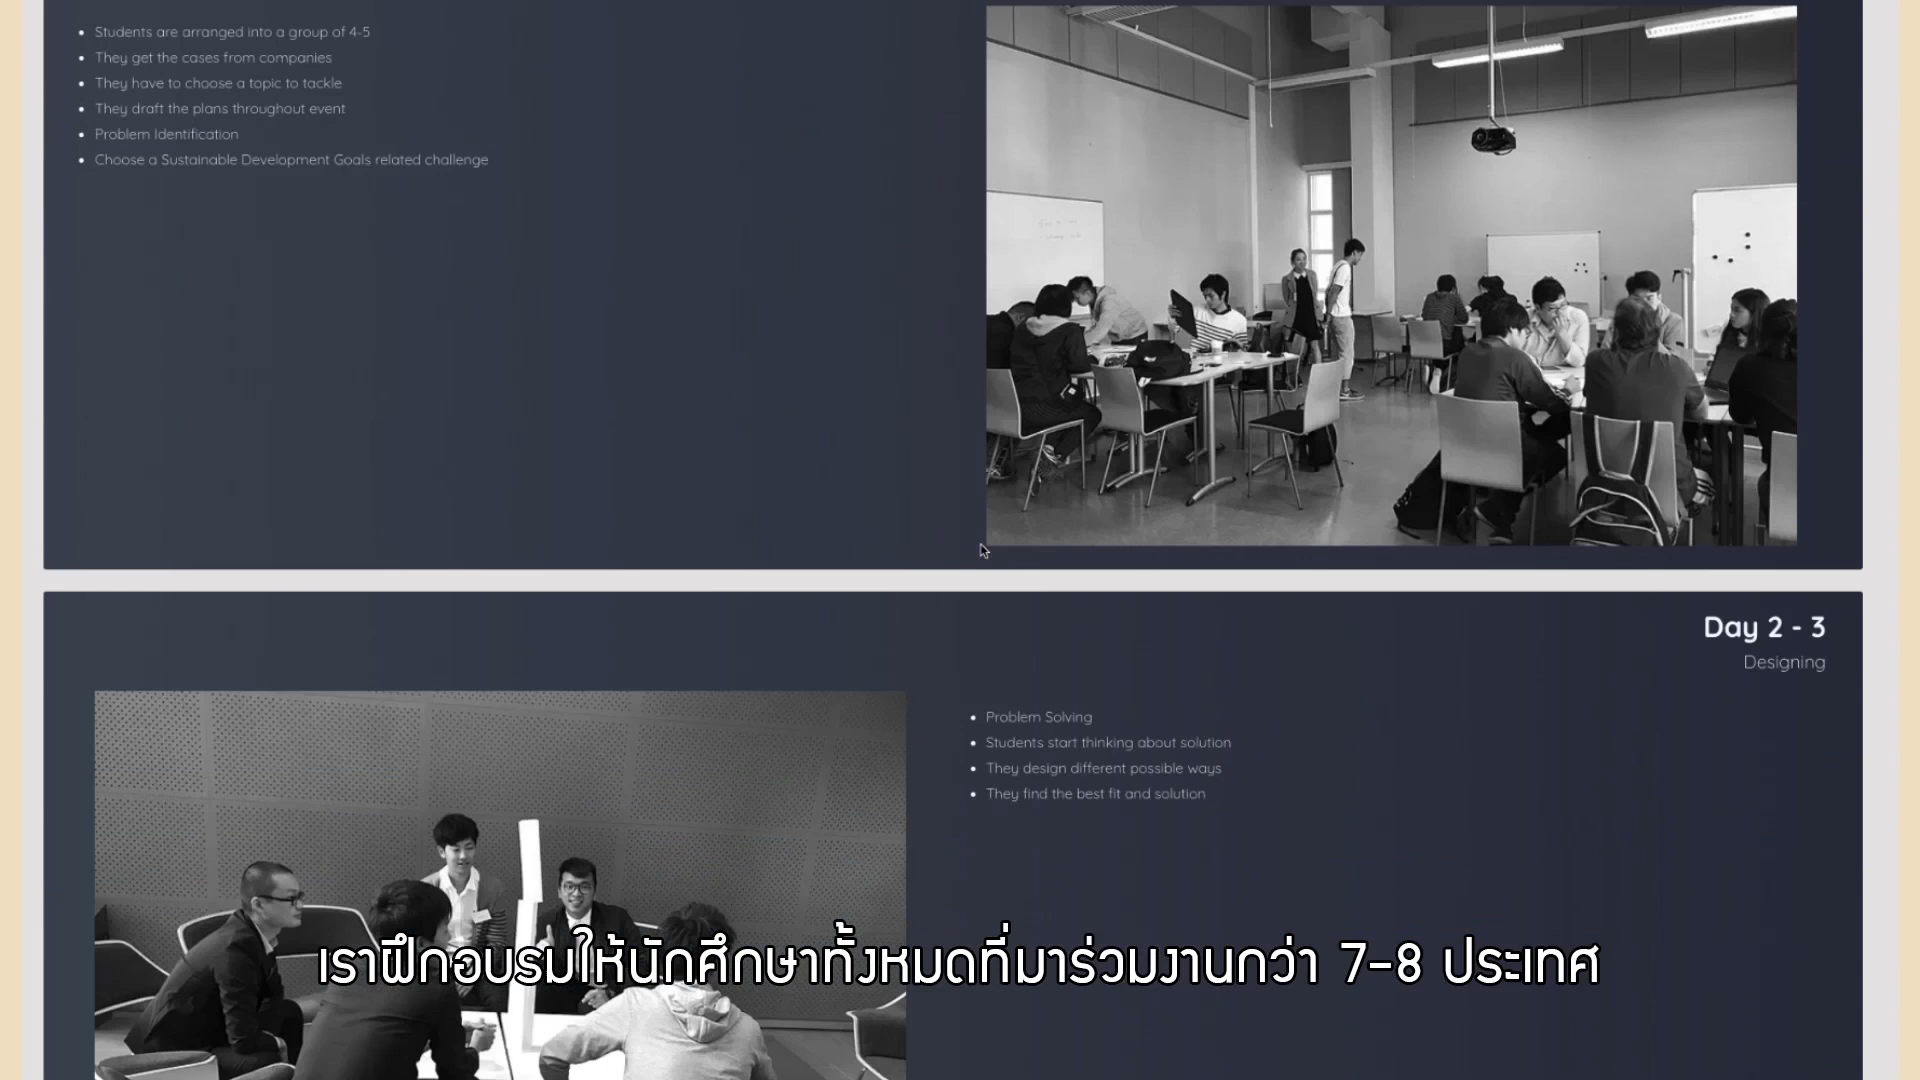 Students are arranged into a group of 4-5
They get the cases from companies
They have to choose a topic to tackle
They draft the plans throughout event
Problem Identification
Choose a Sustainable Development Goals related challenge
Day 2 - 3
Designing
Problem Solving
Students start thinking about solution
They design different possible ways
They find the best fit and solution
เราฝึกอบรมให้นักศึกษาทั้งหมดที่มาร่วมงานกว่า 7-8 ประเทศ